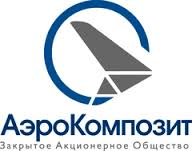 АэроКомпозит
Закрытое Акционерное Общество